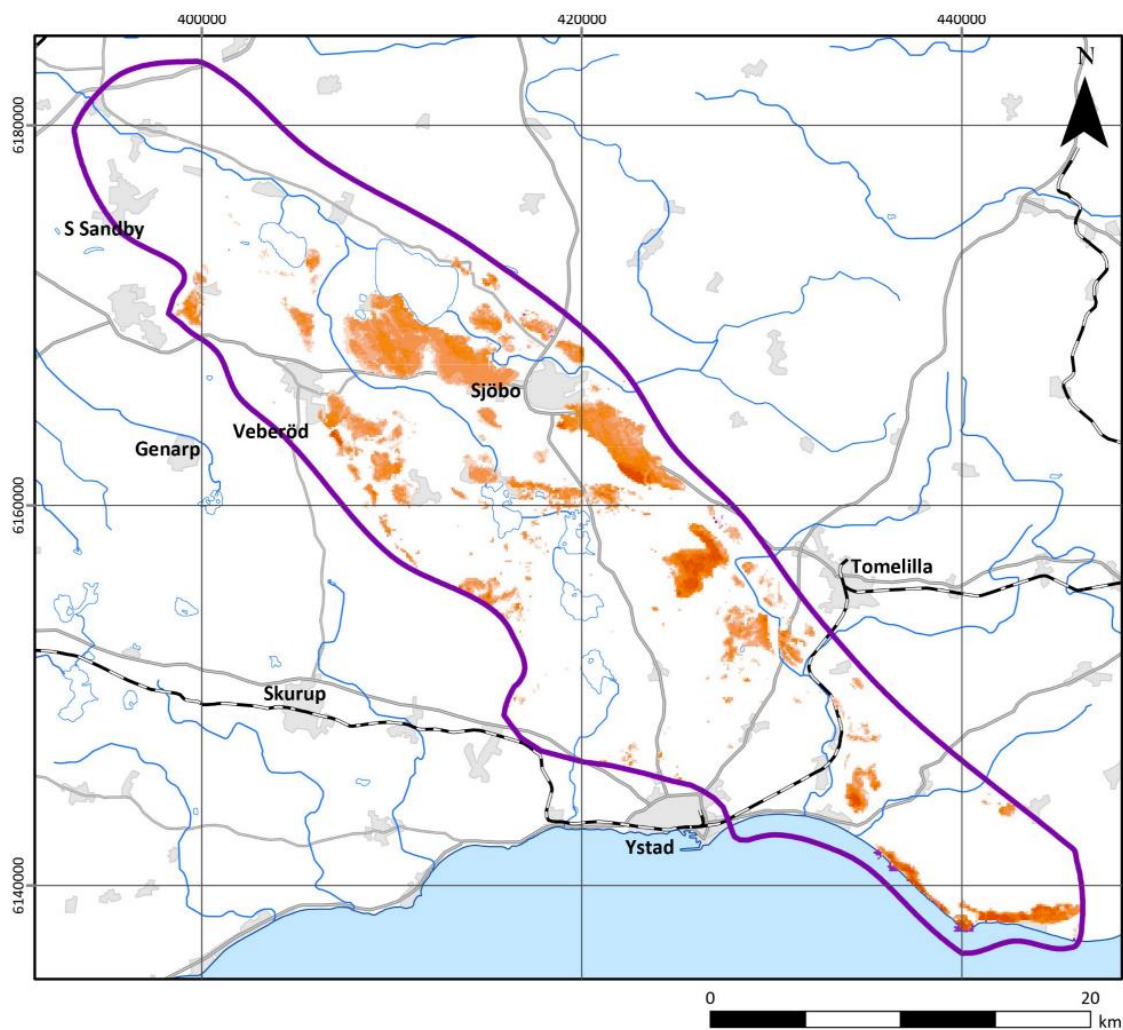 400000
420000
440000
N
6180000
S Sandby
Sjöbo
Veberöd
Genarp
6160000
Tomelilla
Skurup
Ystad
6140000
0
20
km